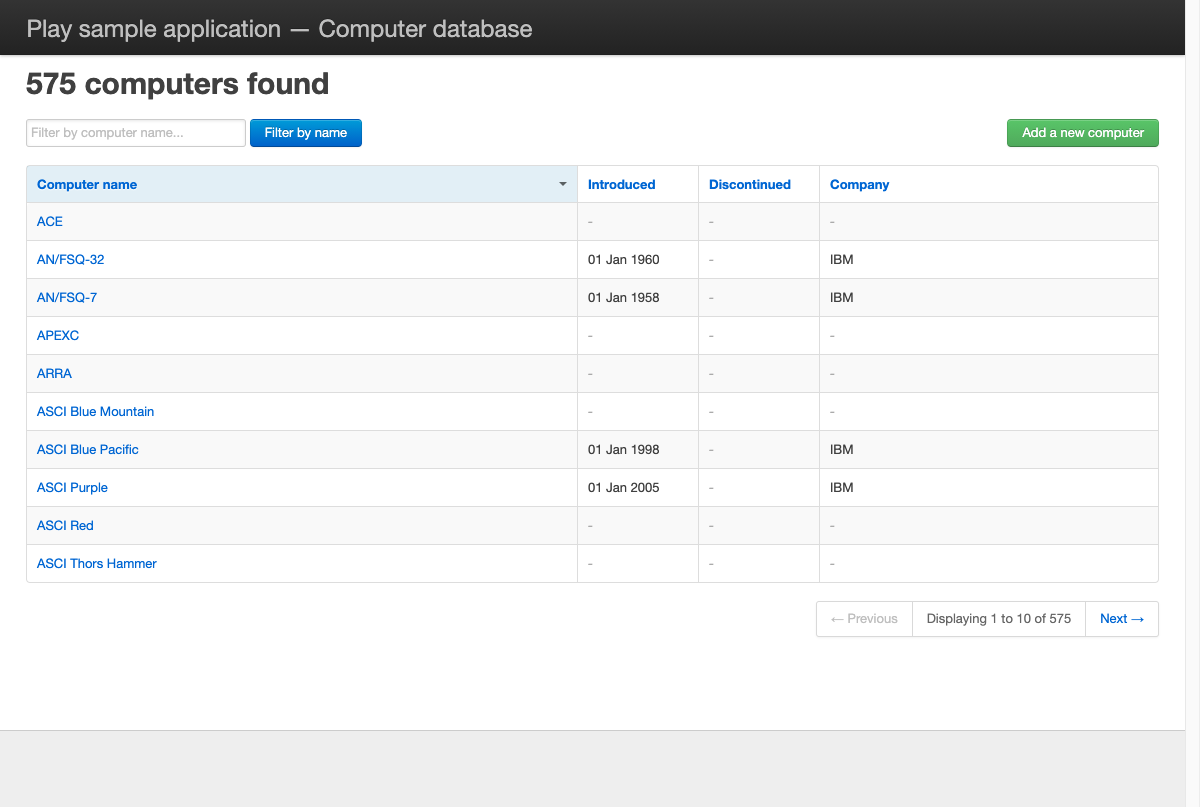 Play sample application — Computer database
575 computers found
Filter by computer name... Filter by name Add a new computer
Computer name Introduced Discontinued Company
ACE - - -
AN/FSQ-32 01 Jan 1960 - IBM
AN/FSQ-7 01 Jan 1958 - IBM
APEXC - - -
ARRA - - -
ASCI Blue Mountain - - -
ASCI Blue Pacific 01 Jan 1998 - IBM
ASCI Purple 01 Jan 2005 - IBM
ASCI Red - - -
ASCI Thors Hammer - - -
← Previous Displaying 1 to 10 of 575 Next →